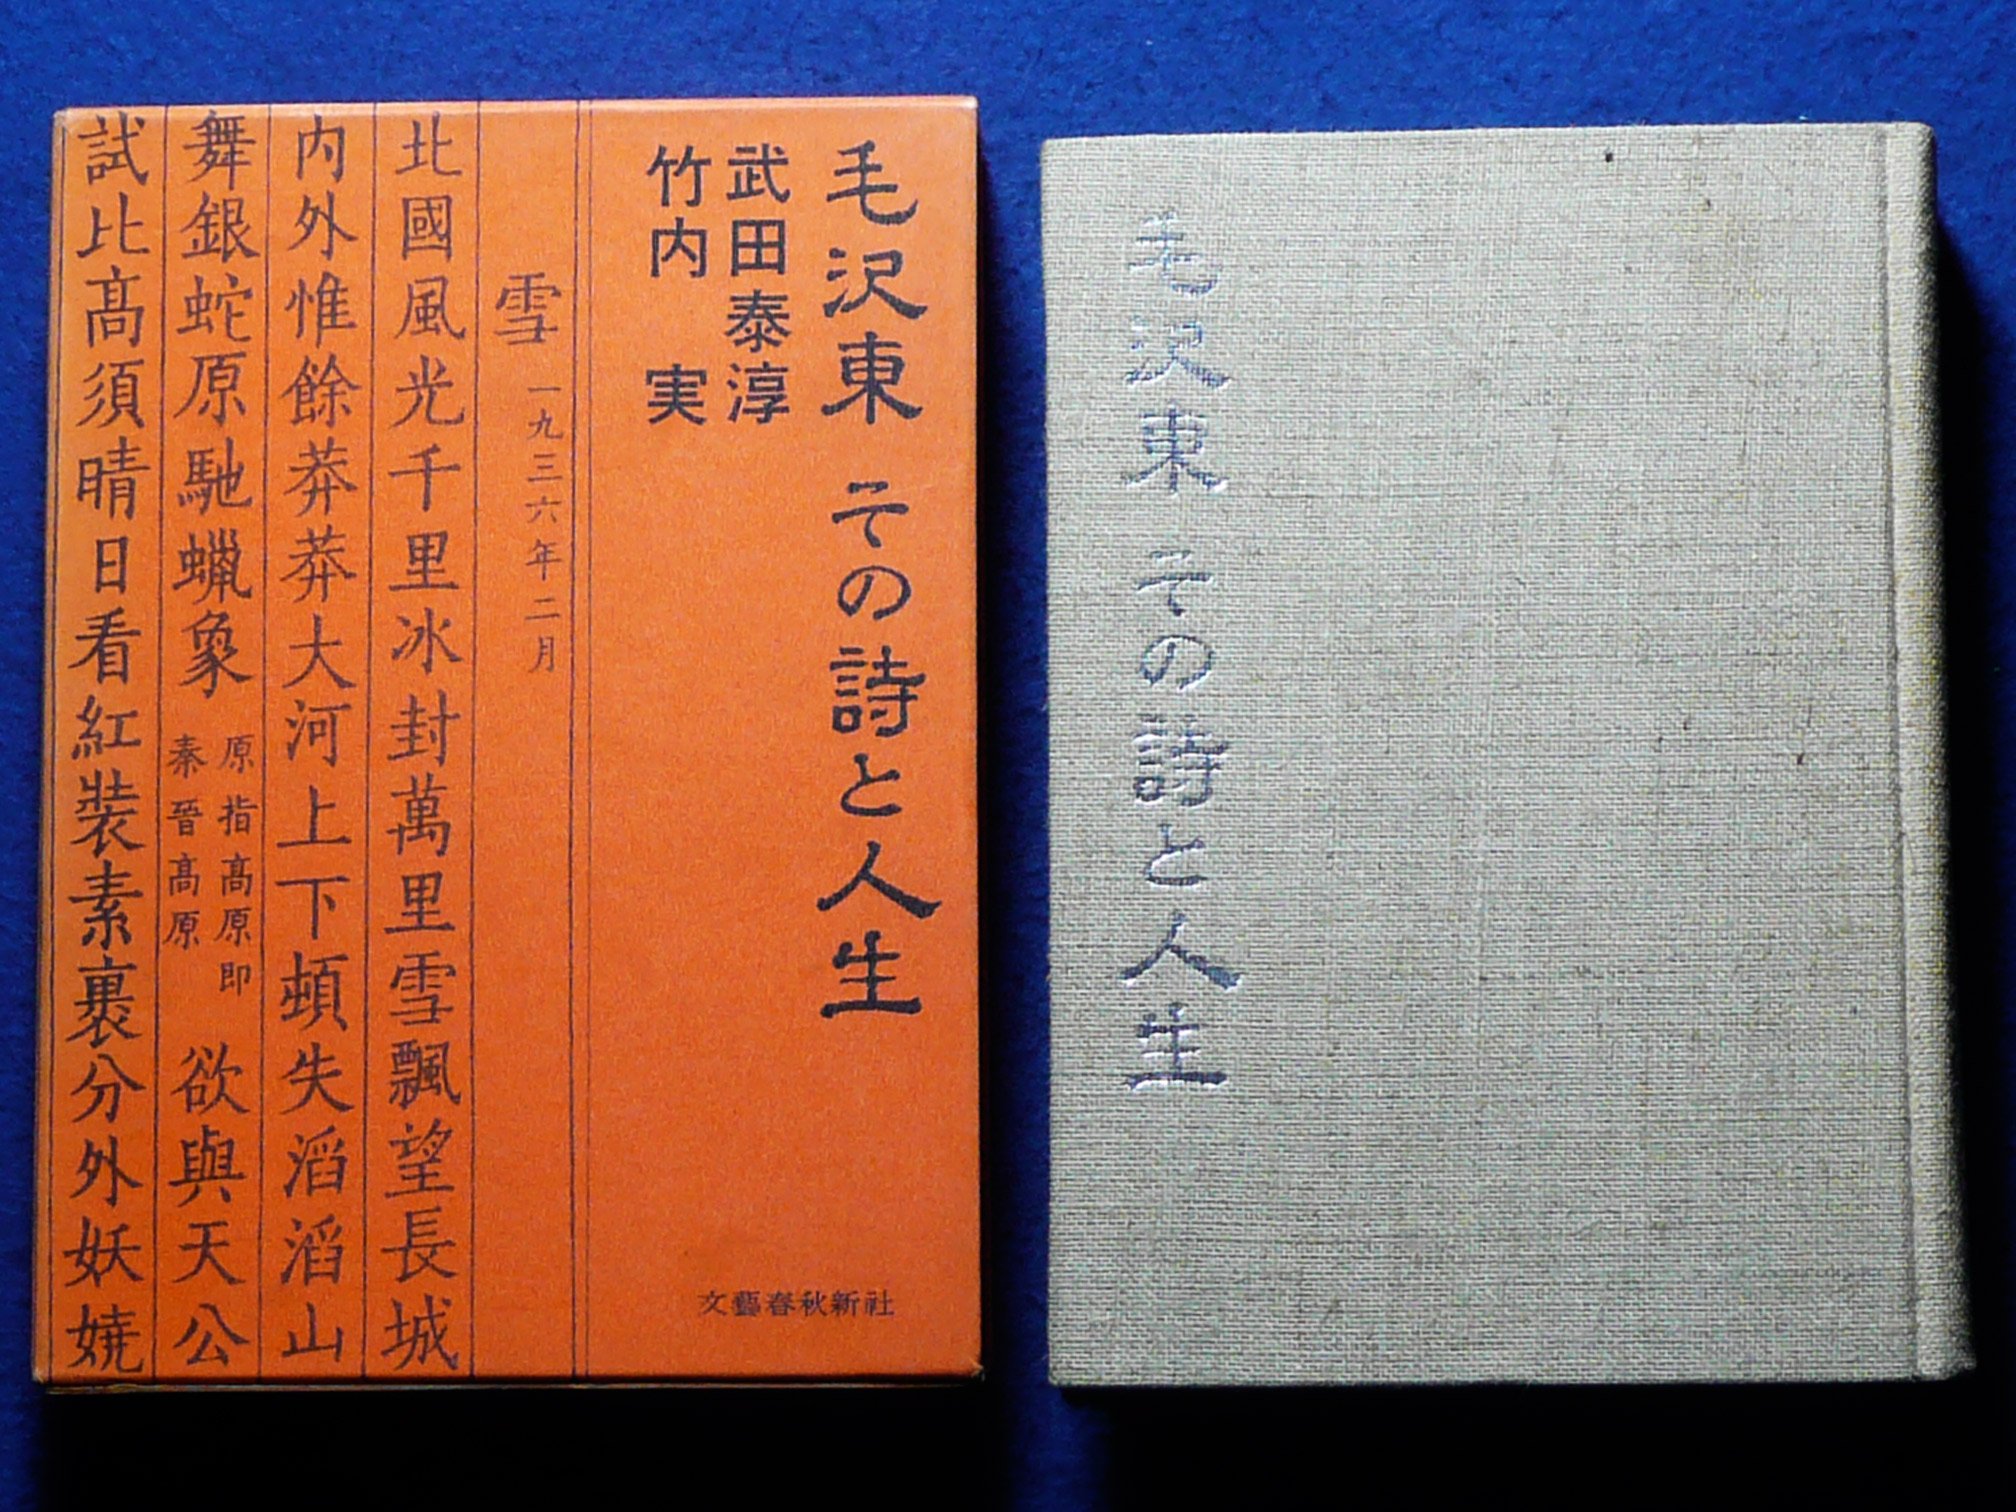 毛沢東 その詩と人生
武田泰淳
竹内 実
文藝春秋新社
雪 一九三六年二月
北國風光千里冰封萬里雪飄望長城
内外惟餘莽莽大河上下頓失滔滔山
舞銀蛇原馳蠟象 原指高原即秦晉高原 欲與天公
試比高須晴日看紅裝素裹分外妖嬈
毛沢東 その詩と人生